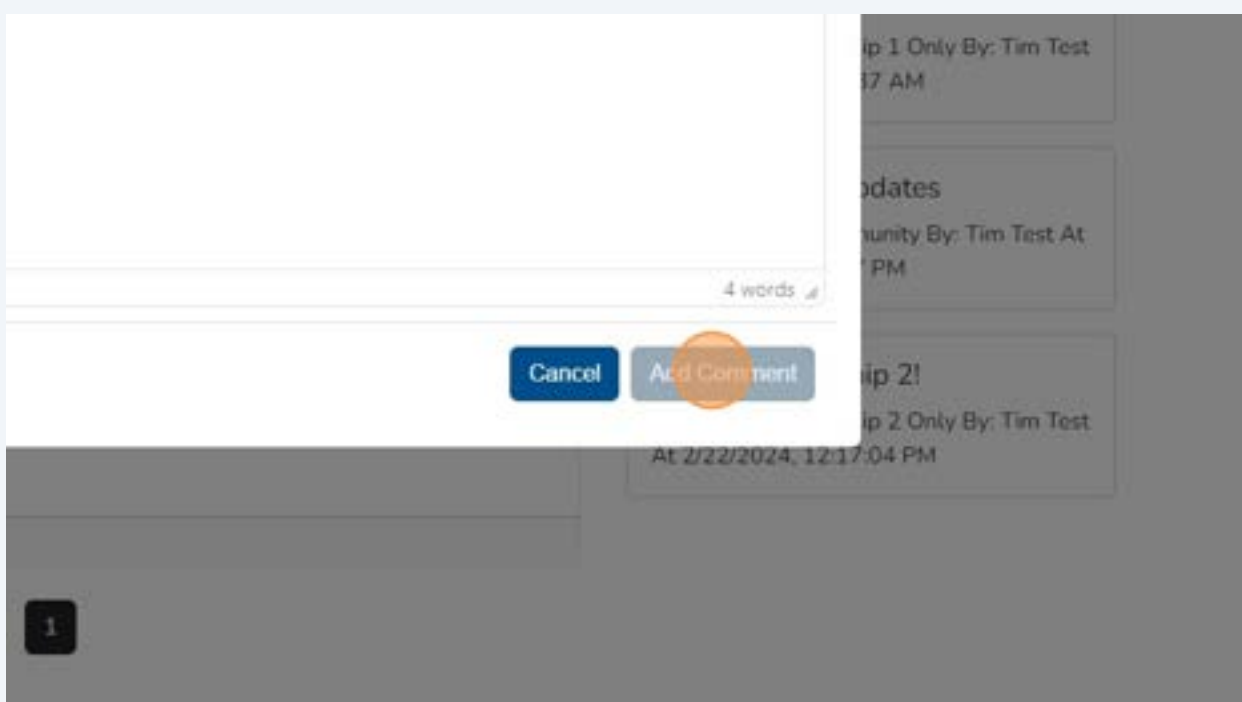 ip 1 Only By: Tim Test
37 AM
pdates
nunity By: Tim Test At
PM
4 words
Cancel
Add Comment
ip 2!
ip 2 Only By: Tim Test
At 2/22/2024, 12:17:04 PM
1